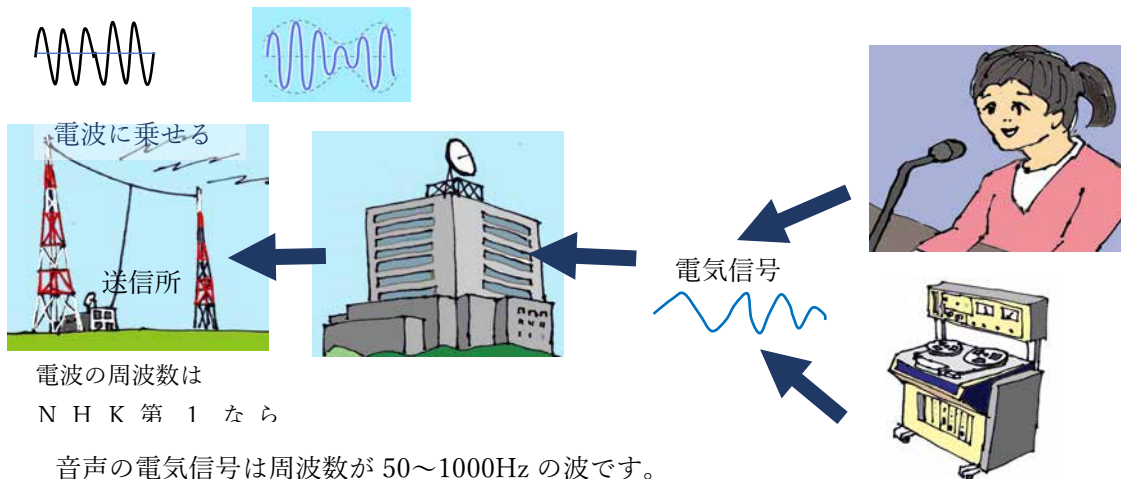 電波に乗せる
送信所
電気信号
電波の周波数は
ＮＨＫ第１なら
音声の電気信号は周波数が 50～1000Hz の波です。